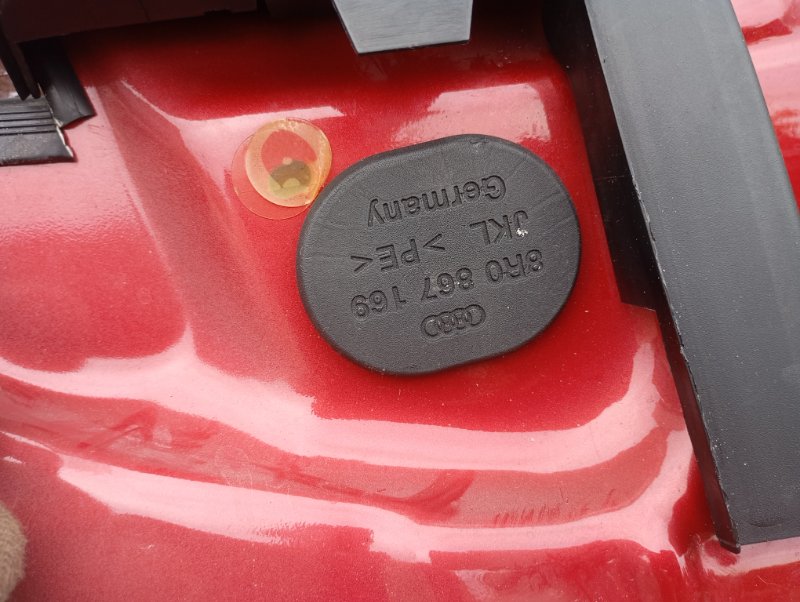 8R0 867 169
>PE<
JKL
Germany